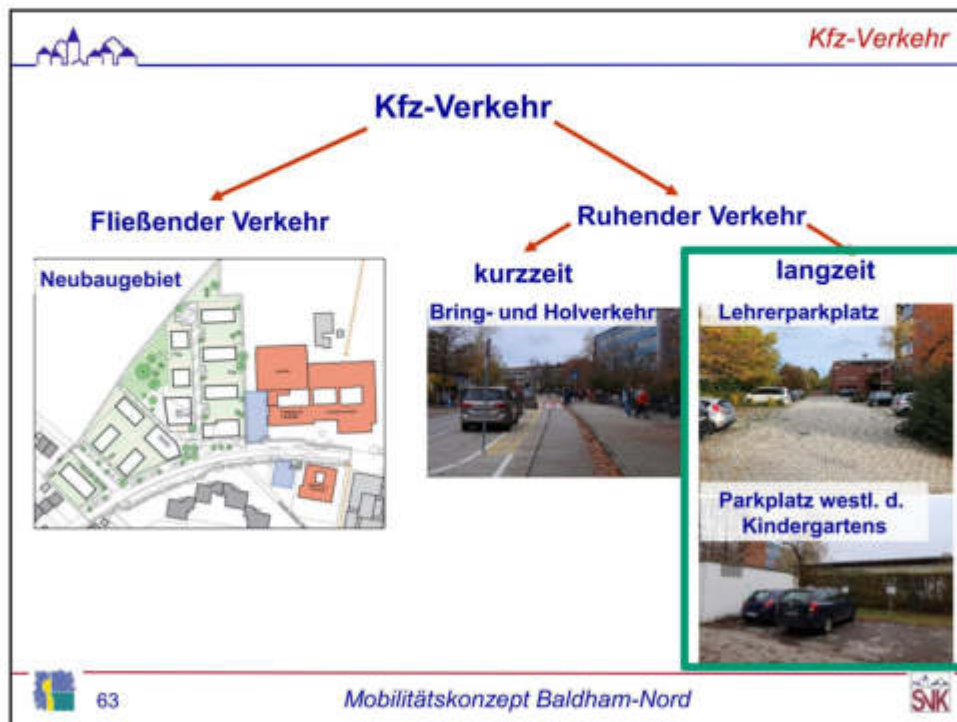 Kfz-Verkehr
Kfz-Verkehr
Fließender Verkehr
Ruhender Verkehr
Neubaugebiet
kurzzeit
Bring- und Holverkehr
langzeit
Lehrerparkplatz
Parkplatz westl. d.
Kindergartens
63
Mobilitätskonzept Baldham-Nord
SVK